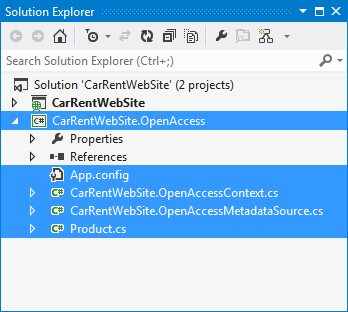 Solution Explorer
Search Solution Explorer (Ctrl+;)
Solution 'CarRentWebSite' (2 projects)
CarRentWebSite
C# CarRentWebSite.OpenAccess
Properties
References
App.config
C# CarRentWebSite.OpenAccessContext.cs
C# CarRentWebSite.OpenAccessMetadataSource.cs
C# Product.cs